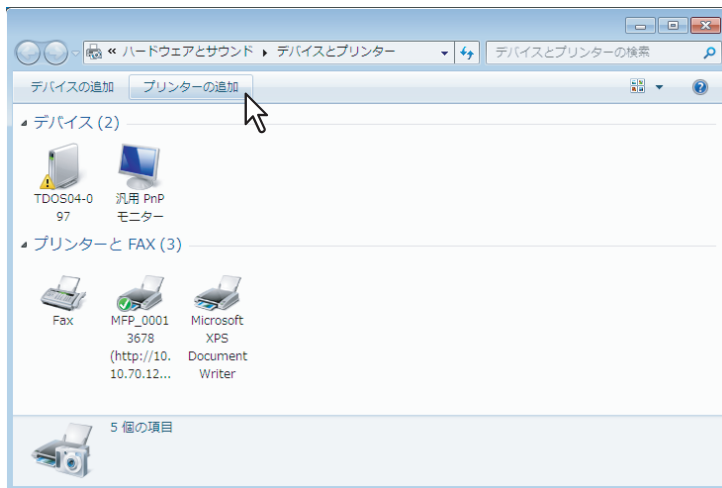 « ハードウェアとサウンド ▸ デバイスとプリンター
デバイスとプリンターの検索
デバイスの追加 プリンターの追加
デバイス (2)
TDOS04-0
97
汎用 PnP
モニター
プリンターと FAX (3)
Fax
MFP_0001
3678
(http://10.
10.70.12...
Microsoft
XPS
Document
Writer
5 個の項目